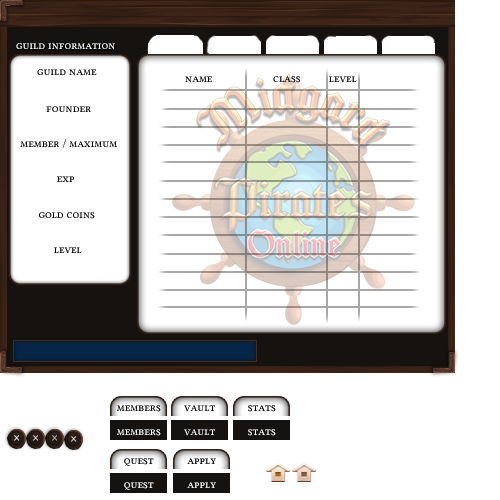 GUILD INFORMATION
GUILD NAME
FOUNDER
MEMBER / MAXIMUM
EXP
GOLD COINS
LEVEL
NAME CLASS LEVEL
Midgard
Pirates
Online
MEMBERS VAULT STATS
MEMBERS VAULT STATS
QUEST APPLY
QUEST APPLY